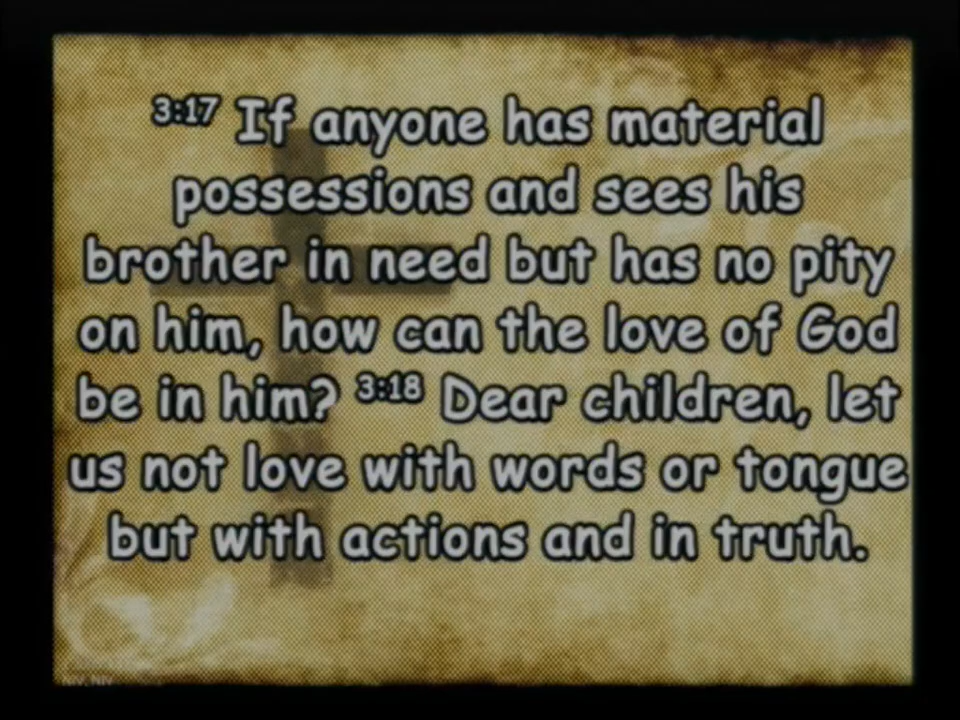 3:17 If anyone has material
possessions and sees his
brother in need but has no pity
on him, how can the love of God
be in him? 3:18 Dear children, let
us not love with words or tongue
but with actions and in truth.
NIV, NIV